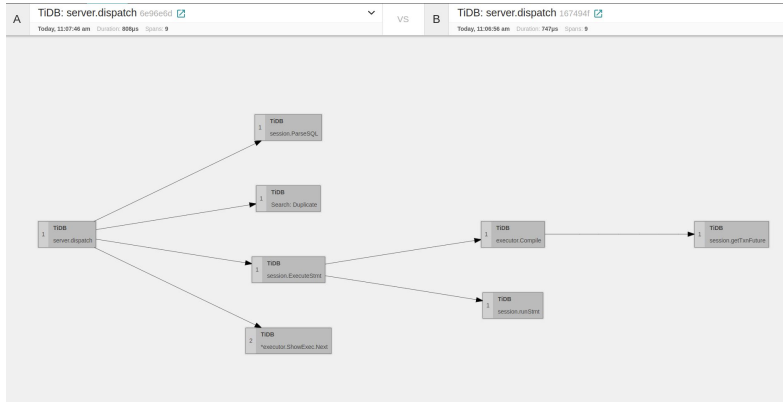 A
TiDB: server.dispatch 6e96e6d
Today, 11:07:46 am Duration: 808μs Spans: 9
VS
B
TiDB: server.dispatch 167494f
Today, 11:06:56 am Duration: 747μs Spans: 9
1 TiDB
session.ParseSQL
1 TiDB
Search: Duplicate
1 TiDB
server.dispatch
1 TiDB
executor.Compile
1 TiDB
session.getTxnFuture
1 TiDB
session.ExecuteStmt
1 TiDB
session.runStmt
2 TiDB
*executor.ShowExec.Next